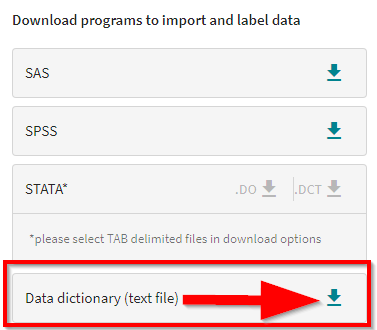 Download programs to import and label data
SAS
SPSS
STATA* .DO .DCT
*please select TAB delimited files in download options
Data dictionary (text file)